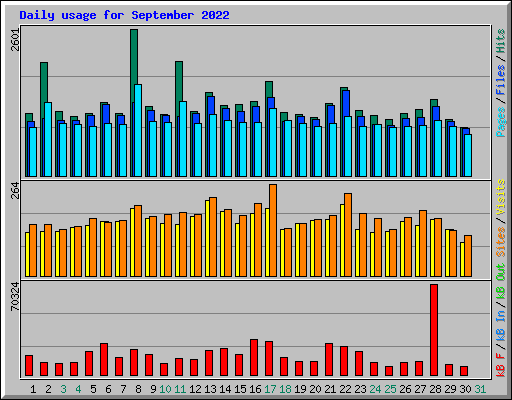 Daily usage for September 2022
2601
Pages / Files / Hits
264
Sites / Visits
70324
kB F / kB In / kB Out
1 2 3 4 5 6 7 8 9 10 11 12 13 14 15 16 17 18 19 20 21 22 23 24 25 26 27 28 29 30 31